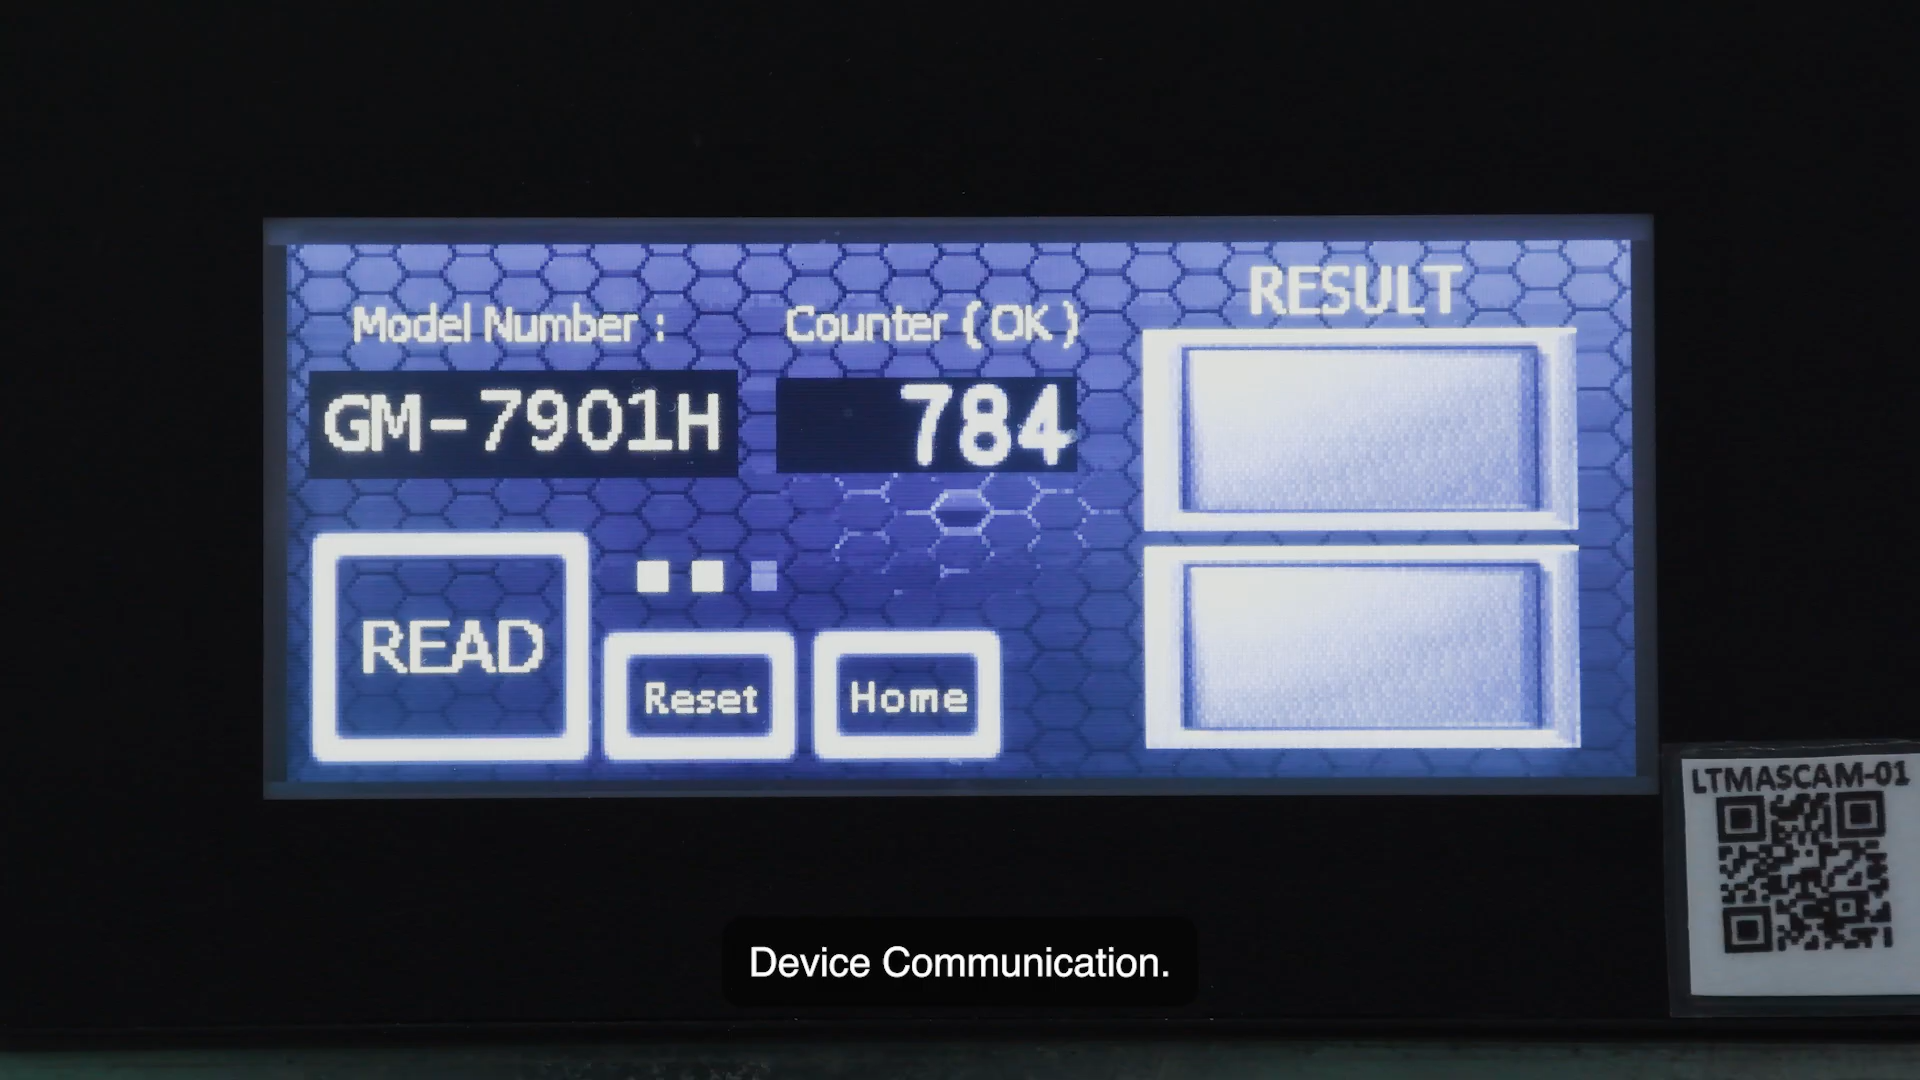 Model Number :
GM-7901H
Counter ( OK )
784
RESULT
READ
Reset
Home
LTMASCAM-01
Device Communication.